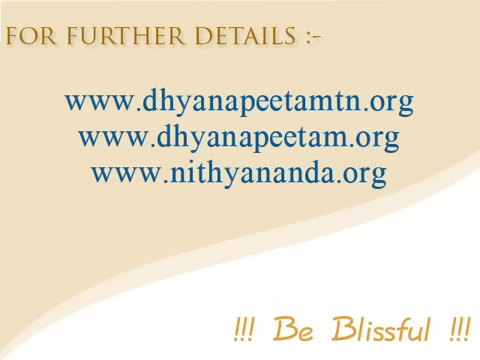 FOR FURTHER DETAILS :-
www.dhyanapeetamtn.org
www.dhyanapeetam.org
www.nithyananda.org
!!! Be Blissful !!!